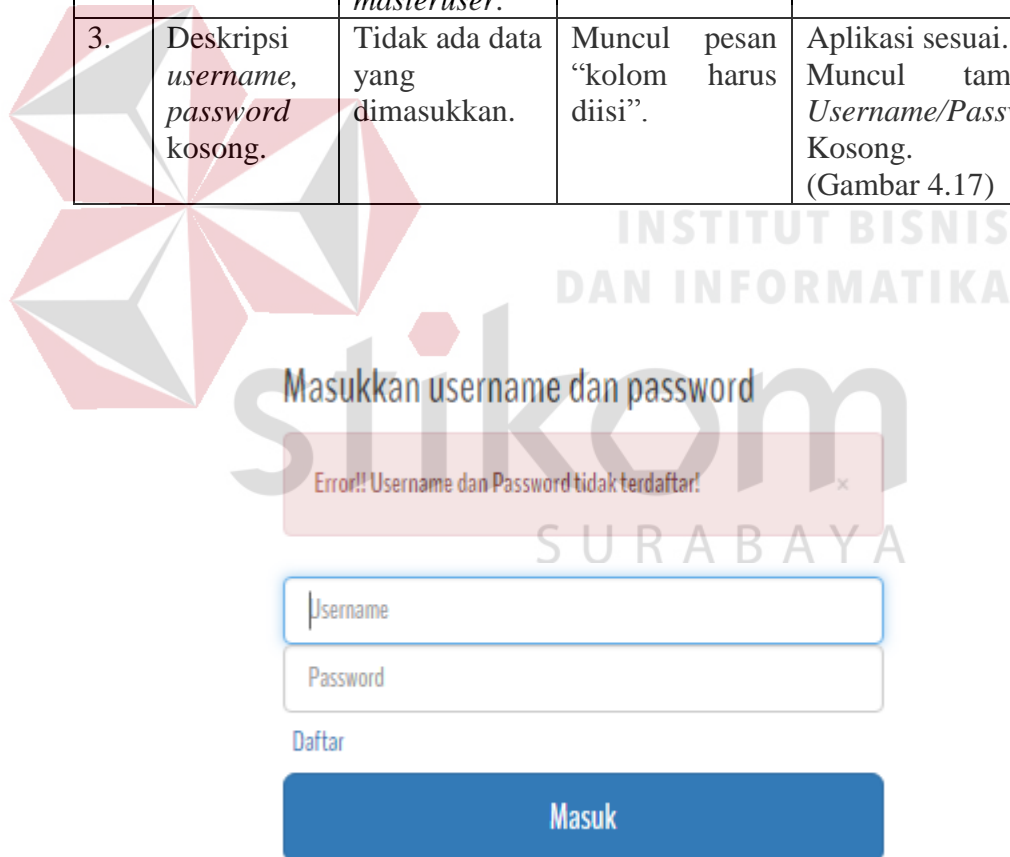 masteruser.
3. Deskripsi username, password kosong.
Tidak ada data yang dimasukkan.
Muncul pesan “kolom harus diisi”.
Aplikasi sesuai.
Muncul
Kosong.
(Gambar 4.17)
INSTITUT BISNIS
DAN INFORMATIKA
stikom
SURABAYA
Masukkan username dan password
Error!! Username dan Password tidak terdaftar!
×
Username
Password
Daftar
Masuk